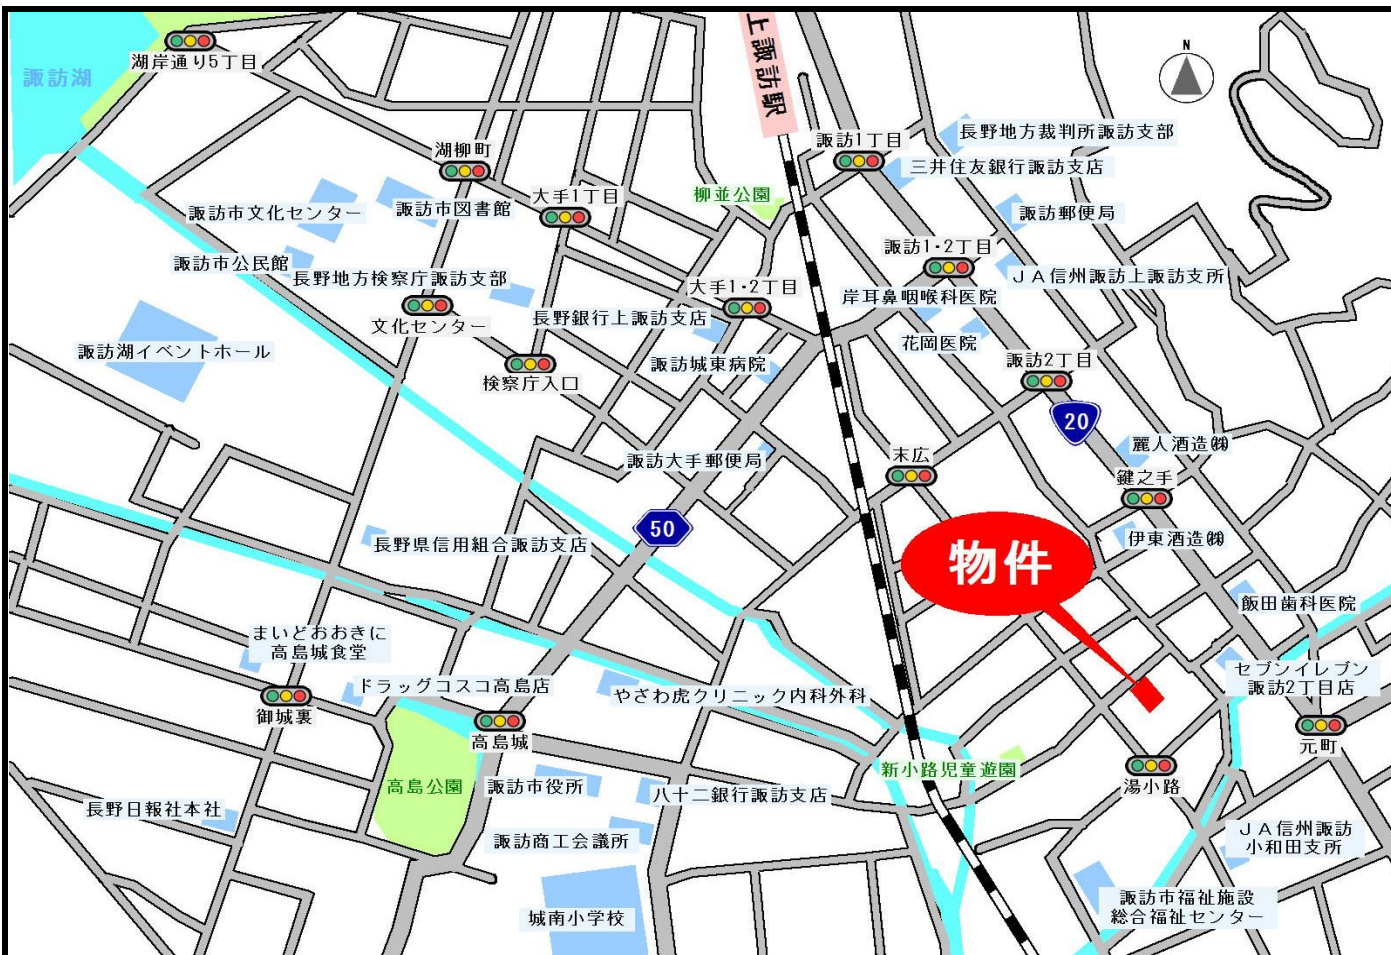 上諏訪駅
N
湖岸通り5丁目
諏訪湖
長野地方裁判所諏訪支部
諏訪1丁目
湖柳町
三井住友銀行諏訪支店
大手1丁目
柳並公園
諏訪市文化センター
諏訪市図書館
諏訪郵便局
諏訪1・2丁目
諏訪市公民館
長野地方検察庁諏訪支部
JA信州諏訪上諏訪支所
大手1・2丁目
岸耳鼻咽喉科医院
長野銀行上諏訪支店
文化センター
花岡医院
諏訪湖イベントホール
諏訪城東病院
諏訪2丁目
検察庁入口
20
麗人酒造㈱
末広
諏訪大手郵便局
鍵之手
50
長野県信用組合諏訪支店
伊東酒造㈱
物件
飯田歯科医院
まいどおおきに
高島城食堂
セブンイレブン
諏訪2丁目店
ドラッグコスコ高島店
やざわ虎クリニック内科外科
御城裏
高島城
元町
新小路児童遊園
高島公園
諏訪市役所
八十二銀行諏訪支店
湯小路
長野日報社本社
諏訪商工会議所
JA信州諏訪
小和田支所
諏訪市福祉施設
総合福祉センター
城南小学校